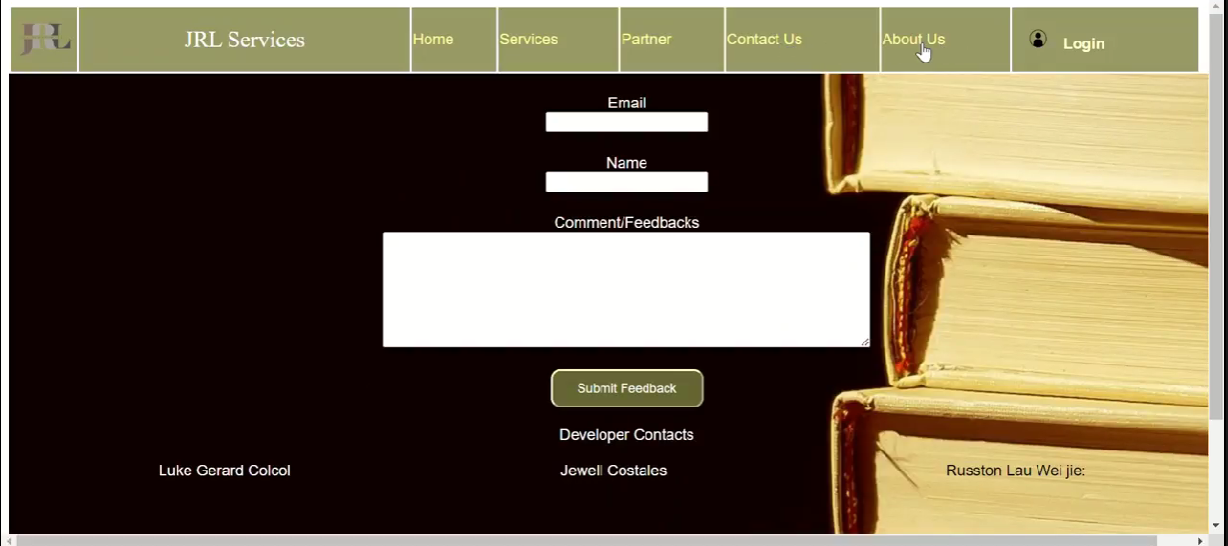 JRL JRL Services Home Services Partner Contact Us About Us Login
Email
Name
Comment/Feedbacks
Submit Feedback
Developer Contacts
Luke Gerard Colcol Jewell Costales Russton Lau Wei jie: